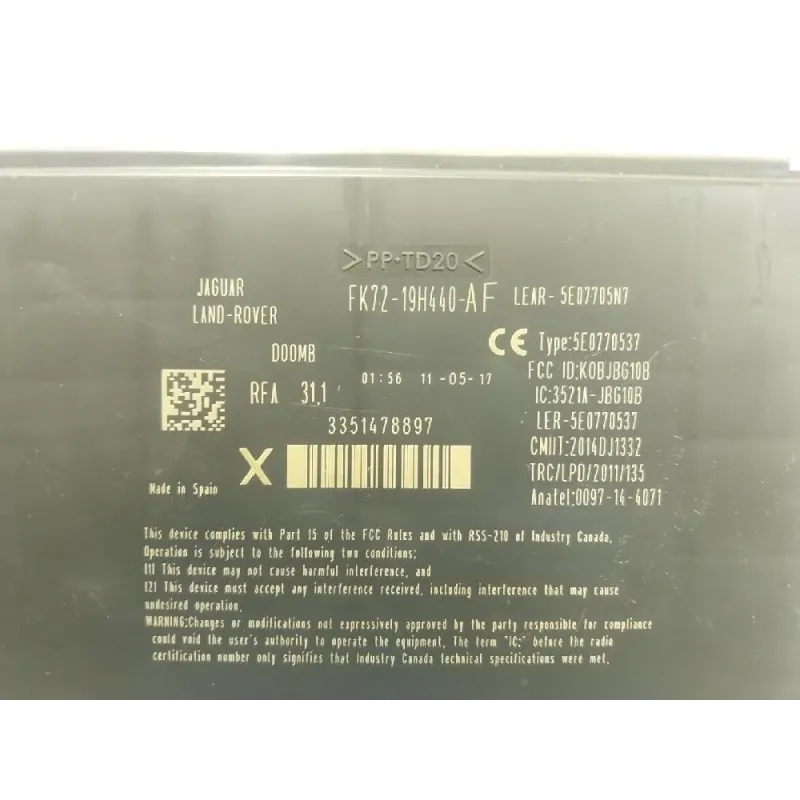 >PP-TD20<
JAGUAR
LAND-ROVER
FK72-19H440-AF LEAR- 5E07705N7
D00MB
CE Type:5E0770537
FCC ID:KOBJBG10B
RFA 31.1 01:56 11-05-17
IC:3521A-JBG10B
3351478897
LER-5E0770537
CMIIT:2014DJ1332
X
TRC/LPD/2011/135
Made in Spain
Anatel:0097-14-4071
This device complies with Part 15 of the FCC Rules and with RSS-210 of Industry Canada.
Operation is subject to the following two conditions:
(1) This device may not cause harmful interference, and
(2) This device must accept any interference received, including interference that may cause
undesired operation.
WARNING:Changes or modifications not expressively approved by the party responsible for compliance
could void the user's authority to operate the equipment. The term "IC:" before the radio
certification number only signifies that Industry Canada technical specifications were met.